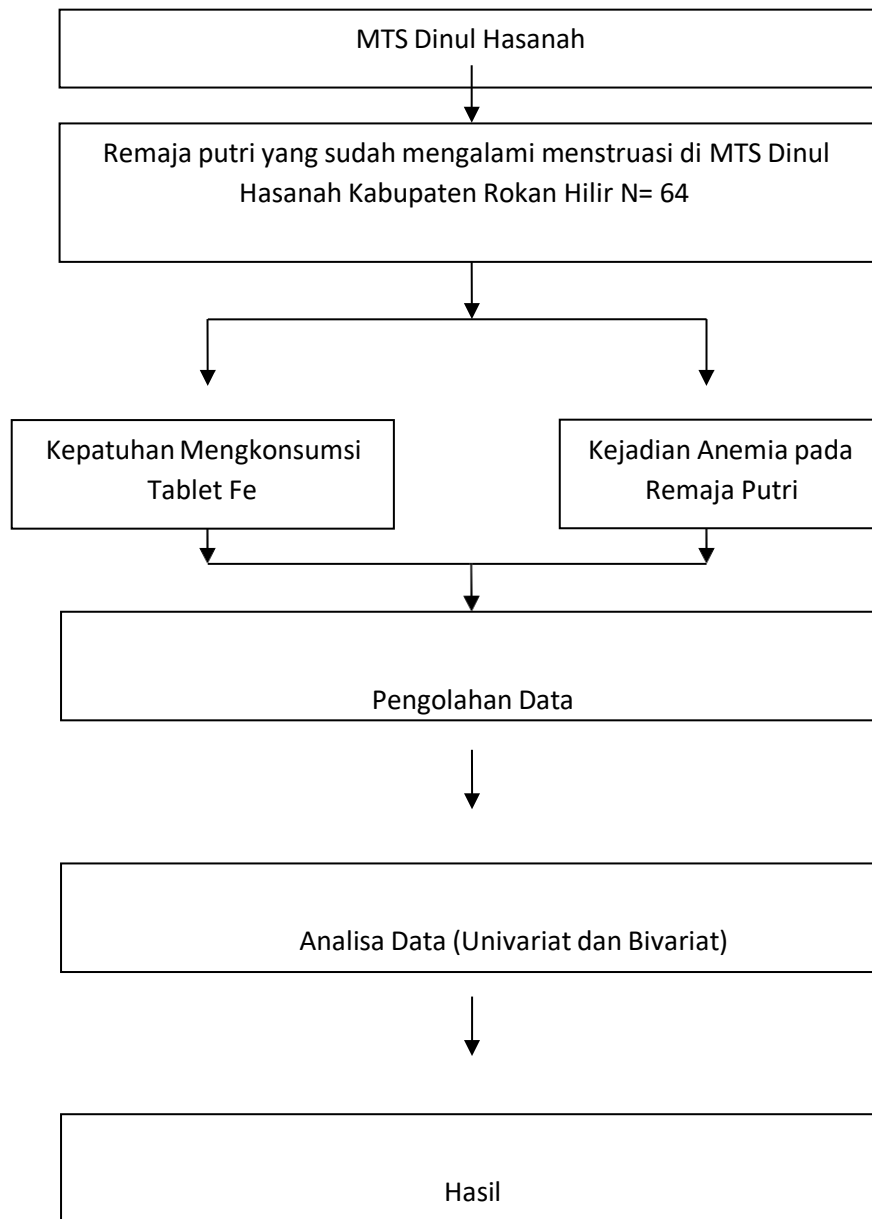 MTS Dinul Hasanah
Remaja putri yang sudah mengalami menstruasi di MTS Dinul
Hasanah Kabupaten Rokan Hilir N= 64
Kepatuhan Mengkonsumsi
Tablet Fe
Kejadian Anemia pada
Remaja Putri
Pengolahan Data
Analisa Data (Univariat dan Bivariat)
Hasil